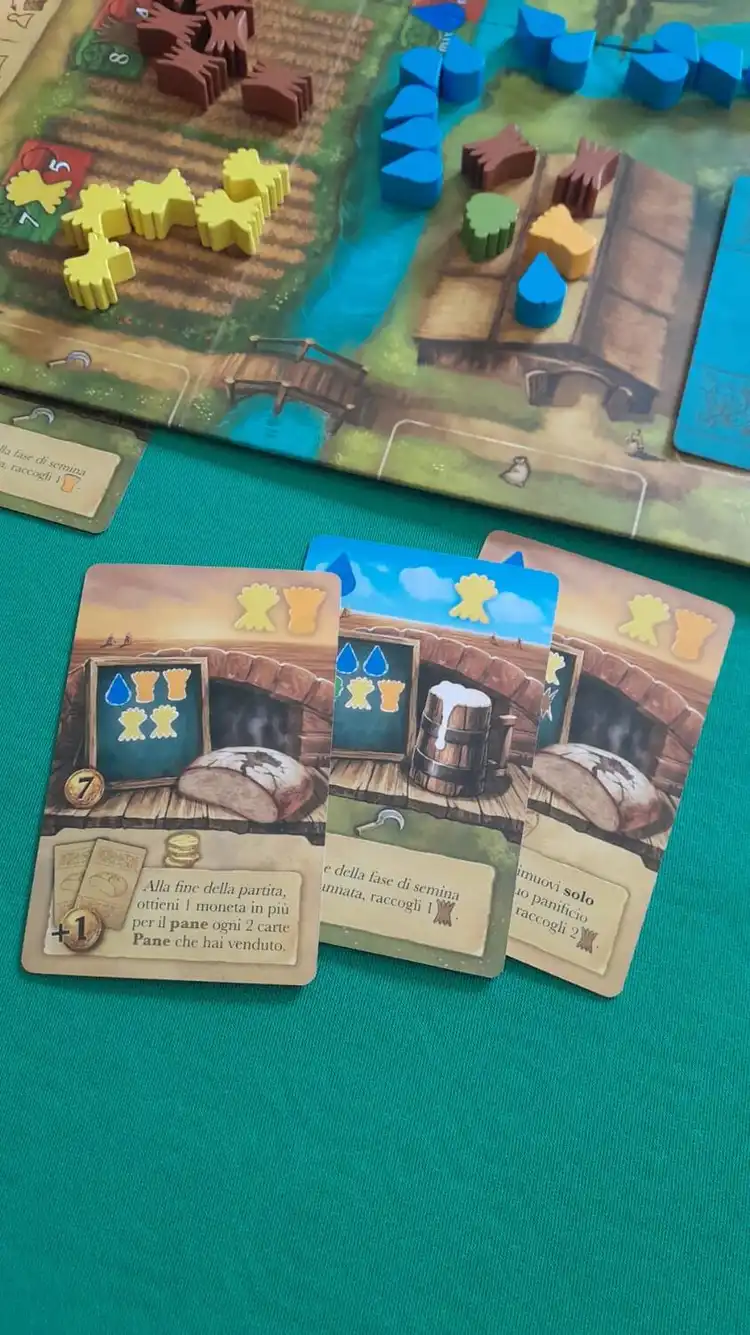 8
5
7
lla fase di semina
raccogli 1
7
+1
Alla fine della partita,
ottieni 1 moneta in più
per il pane ogni 2 carte
Pane che hai venduto.
e della fase di semina
nnata, raccogli 1
imuovi solo
uo panificio
raccogli 2